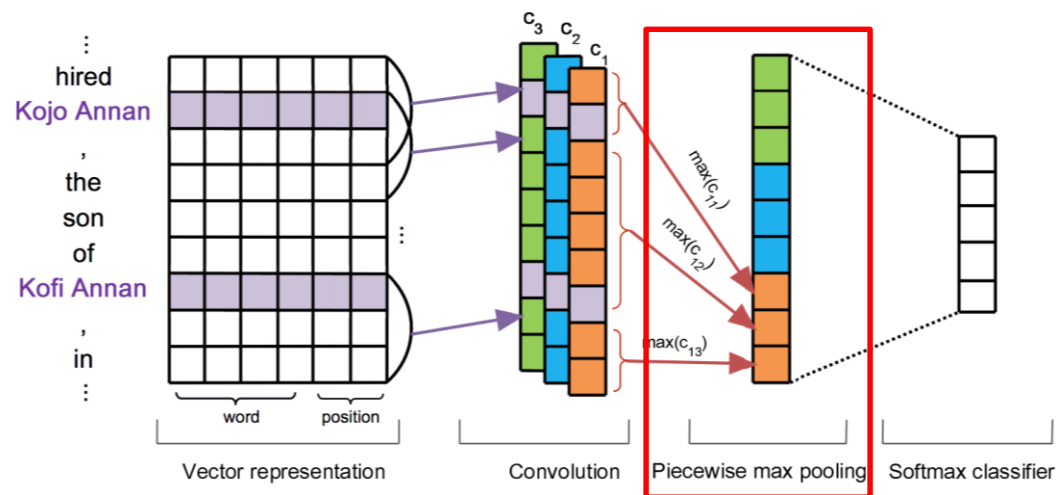 ⋮
hired
Kojo Annan
,
the
son
of
Kofi Annan
,
in
⋮
word
position
Vector representation
⋮
c3
c2
c1
Convolution
max(c11)
max(c12)
max(c13)
Piecewise max pooling
Softmax classifier